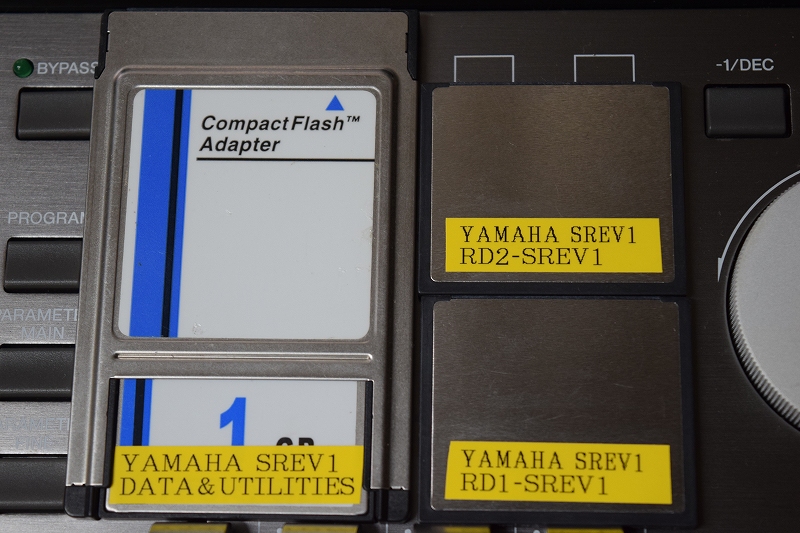 BYPASS
CompactFlash™
Adapter
-1/DEC
PROGRAM
YAMAHA SREV1
RD2-SREV1
MAIN
1
YAMAHA SREV1
DATA&UTILITIES
YAMAHA SREV1
RD1-SREV1